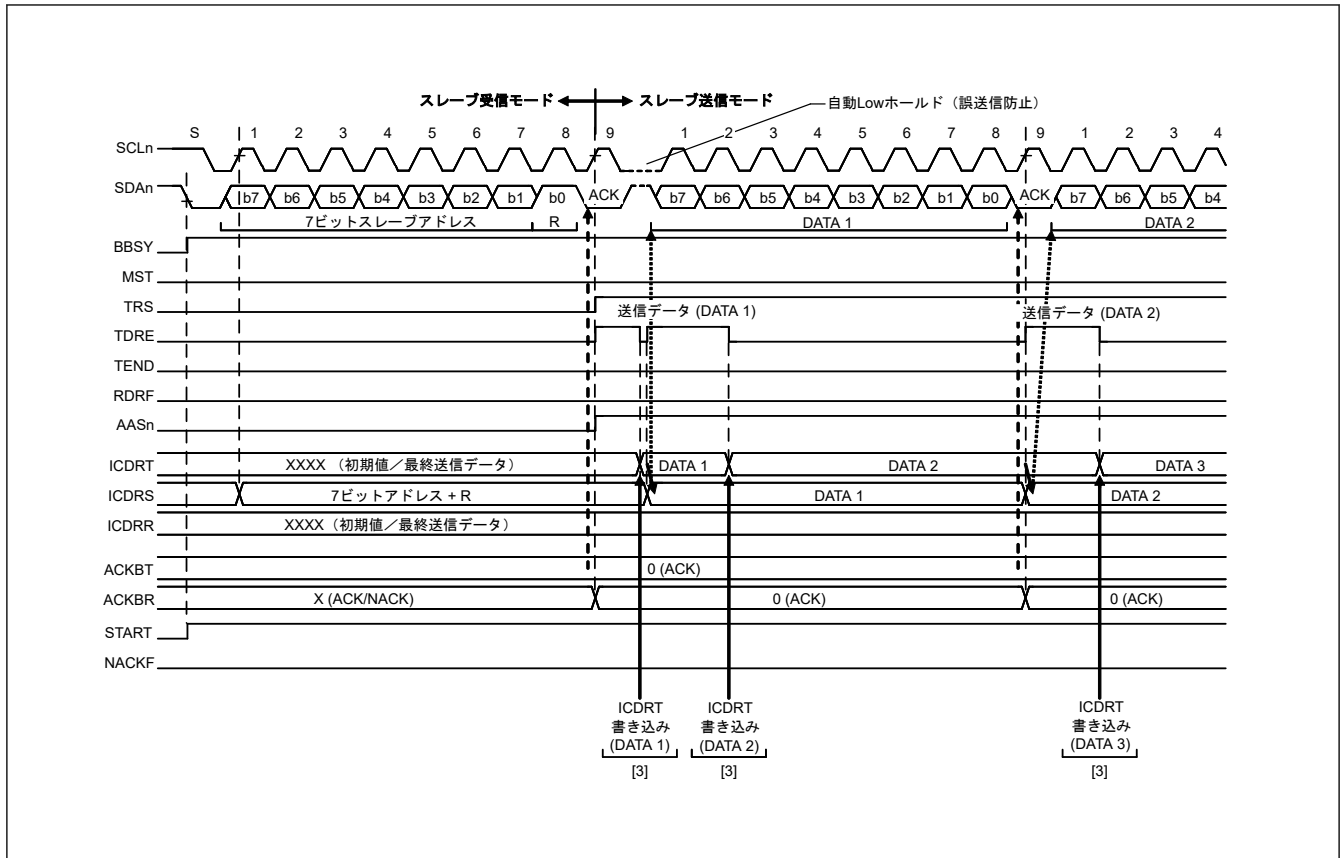 スレーブ受信モード スレーブ送信モード
自動Lowホールド（誤送信防止）
S 1 2 3 4 5 6 7 8 9 1 2 3 4 5 6 7 8 9 1 2 3 4
SCLn
SDAn b7 b6 b5 b4 b3 b2 b1 b0 ACK b7 b6 b5 b4 b3 b2 b1 b0 ACK b7 b6 b5 b4
7ビットスレーブアドレス R DATA 1 DATA 2
BBSY
MST
TRS
送信データ (DATA 1) 送信データ (DATA 2)
TDRE
TEND
RDRF
AASn
ICDRT XXXX （初期値／最終送信データ） DATA 1 DATA 2 DATA 3
ICDRS 7ビットアドレス + R DATA 1 DATA 2
ICDRR XXXX（初期値／最終送信データ）
ACKBT 0 (ACK)
ACKBR X (ACK/NACK) 0 (ACK) 0 (ACK)
START
NACKF
ICDRT ICDRT ICDRT
書き込み 書き込み 書き込み
(DATA 1) (DATA 2) (DATA 3)
[3] [3] [3]